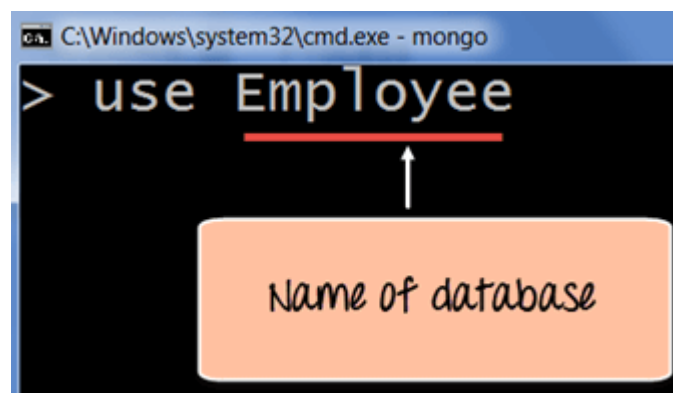 C:\Windows\system32\cmd.exe - mongo
> use Employee
Name of database